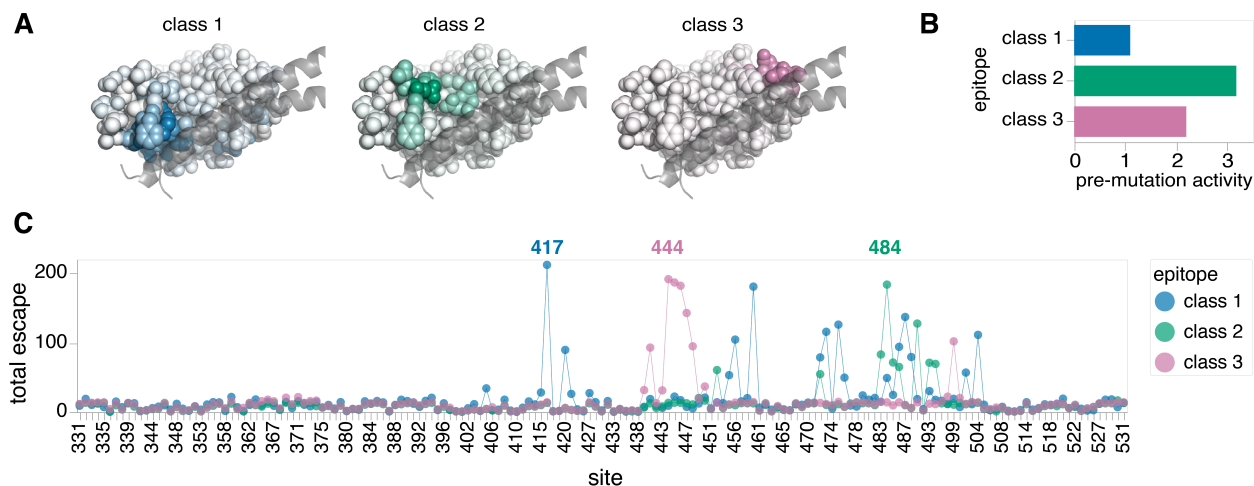 A
class 1
class 2
class 3
B
epitope
class 1
class 2
class 3
0 1 2 3
pre-mutation activity
C
417 444 484
total escape
200
100
0
331 335 339 344 348 353 358 362 366 371 375 380 384 388 392 396 402 406 410 415 420 427 433 438 443 447 451 456 461 465 470 474 478 483 487 493 499 504 508 514 518 522 527 531
site
epitope
class 1
class 2
class 3